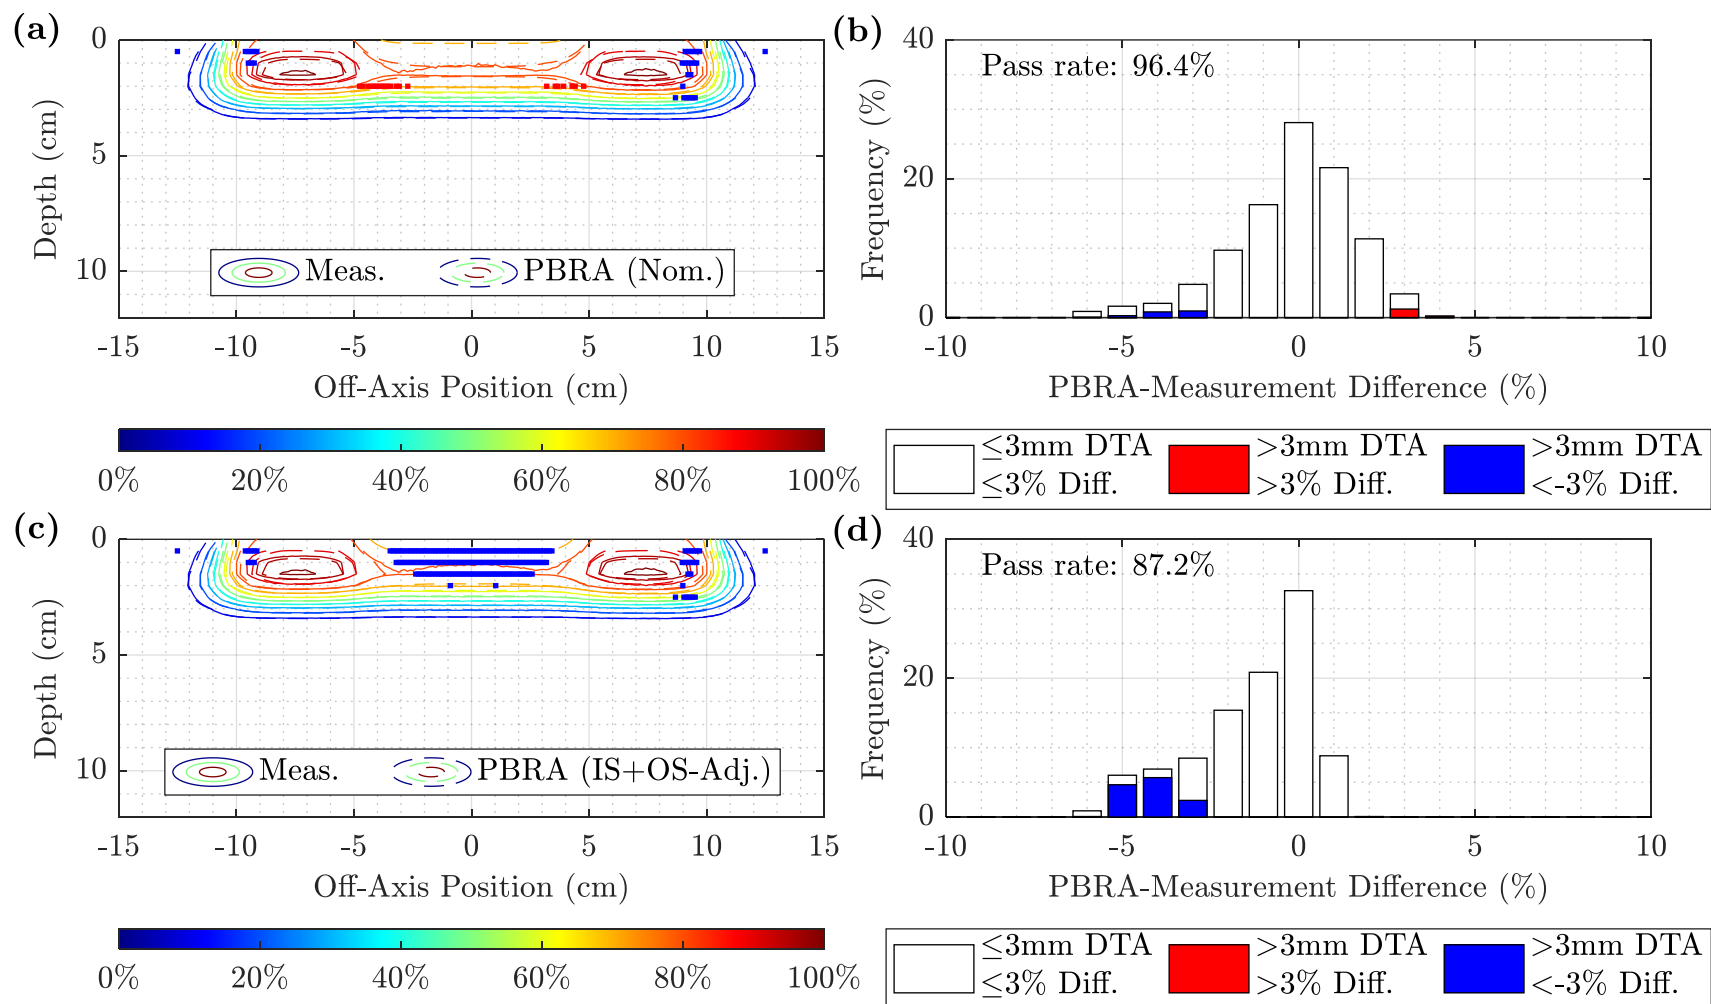 (a)
0
5
10
Depth (cm)
Meas.
PBRA (Nom.)
-15
-10
-5
0
5
10
15
Off-Axis Position (cm)
0%
20%
40%
60%
80%
100%
(b)
40
20
0
Frequency (%)
Pass rate: 96.4%
-10
-5
0
5
10
PBRA-Measurement Difference (%)
≤3mm DTA
≤3% Diff.
>3mm DTA
>3% Diff.
>3mm DTA
<-3% Diff.
(c)
0
5
10
Depth (cm)
Meas.
PBRA (IS+OS-Adj.)
-15
-10
-5
0
5
10
15
Off-Axis Position (cm)
0%
20%
40%
60%
80%
100%
(d)
40
20
0
Frequency (%)
Pass rate: 87.2%
-10
-5
0
5
10
PBRA-Measurement Difference (%)
≤3mm DTA
≤3% Diff.
>3mm DTA
>3% Diff.
>3mm DTA
<-3% Diff.